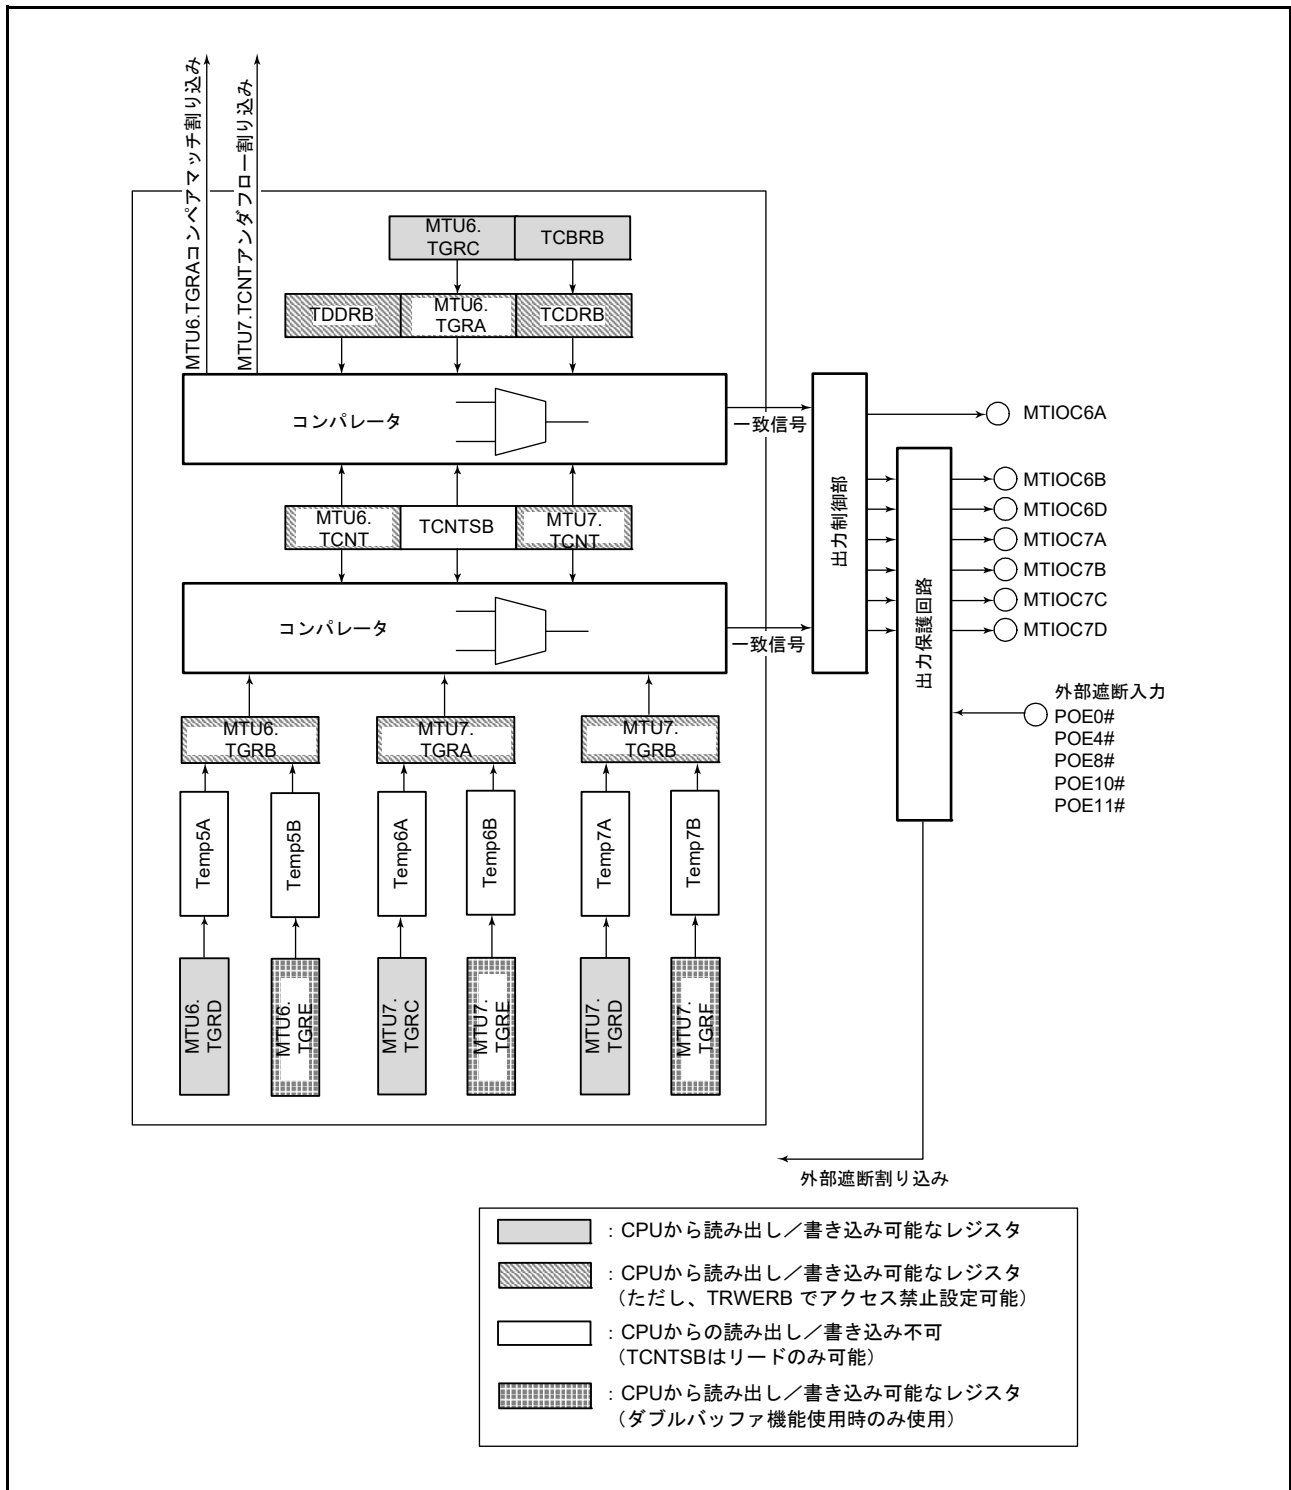 MTU6.TGRAコンペアマッチ割り込み
MTU7.TCNTアンダフロー割り込み
MTU6.
TGRC
TCBRB
TDDRB
MTU6.
TGRA
TCDRB
コンパレータ
一致信号
MTU6.
TCNT
TCNTSB
MTU7.
TCNT
コンパレータ
一致信号
出力制御部
出力保護回路
MTIOC6A
MTIOC6B
MTIOC6D
MTIOC7A
MTIOC7B
MTIOC7C
MTIOC7D
外部遮断入力
POE0#
POE4#
POE8#
POE10#
POE11#
MTU6.
TGRB
MTU7.
TGRA
MTU7.
TGRB
Temp5A
Temp5B
Temp6A
Temp6B
Temp7A
Temp7B
MTU6.
TGRD
MTU6.
TGRE
MTU7.
TGRC
MTU7.
TGRE
MTU7.
TGRD
MTU7.
TGRF
外部遮断割り込み
：CPUから読み出し／書き込み可能なレジスタ
：CPUから読み出し／書き込み可能なレジスタ
（ただし、TRWERB でアクセス禁止設定可能）
：CPUからの読み出し／書き込み不可
（TCNTSBはリードのみ可能）
：CPUから読み出し／書き込み可能なレジスタ
（ダブルバッファ機能使用時のみ使用）